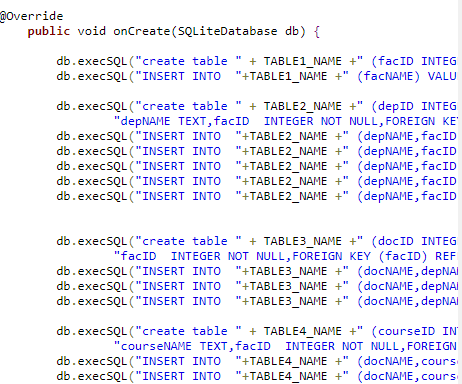 @Override
public void onCreate(SQLiteDatabase db) {
db.execSQL("create table " + TABLE1_NAME +" (facID INTEG
db.execSQL("INSERT INTO "+TABLE1_NAME +" (facNAME) VALU
db.execSQL("create table " + TABLE2_NAME +" (depID INTEG
"depNAME TEXT,facID INTEGER NOT NULL,FOREIGN KEY
db.execSQL("INSERT INTO "+TABLE2_NAME +" (depNAME,facID
db.execSQL("INSERT INTO "+TABLE2_NAME +" (depNAME,facID
db.execSQL("INSERT INTO "+TABLE2_NAME +" (depNAME,facID
db.execSQL("INSERT INTO "+TABLE2_NAME +" (depNAME,facID
db.execSQL("INSERT INTO "+TABLE2_NAME +" (depNAME,facID
db.execSQL("create table " + TABLE3_NAME +" (docID INTEG
"facID INTEGER NOT NULL,FOREIGN KEY (facID) REF
db.execSQL("INSERT INTO "+TABLE3_NAME +" (docNAME,depNA
db.execSQL("INSERT INTO "+TABLE3_NAME +" (docNAME,depNA
db.execSQL("INSERT INTO "+TABLE3_NAME +" (docNAME,depNA
db.execSQL("create table " + TABLE4_NAME +" (courseID INT
"courseNAME TEXT,facID INTEGER NOT NULL,FOREIGN
db.execSQL("INSERT INTO "+TABLE4_NAME +" (docNAME,cours
db.execSQL("INSERT INTO "+TABLE4_NAME +" (docNAME,cours